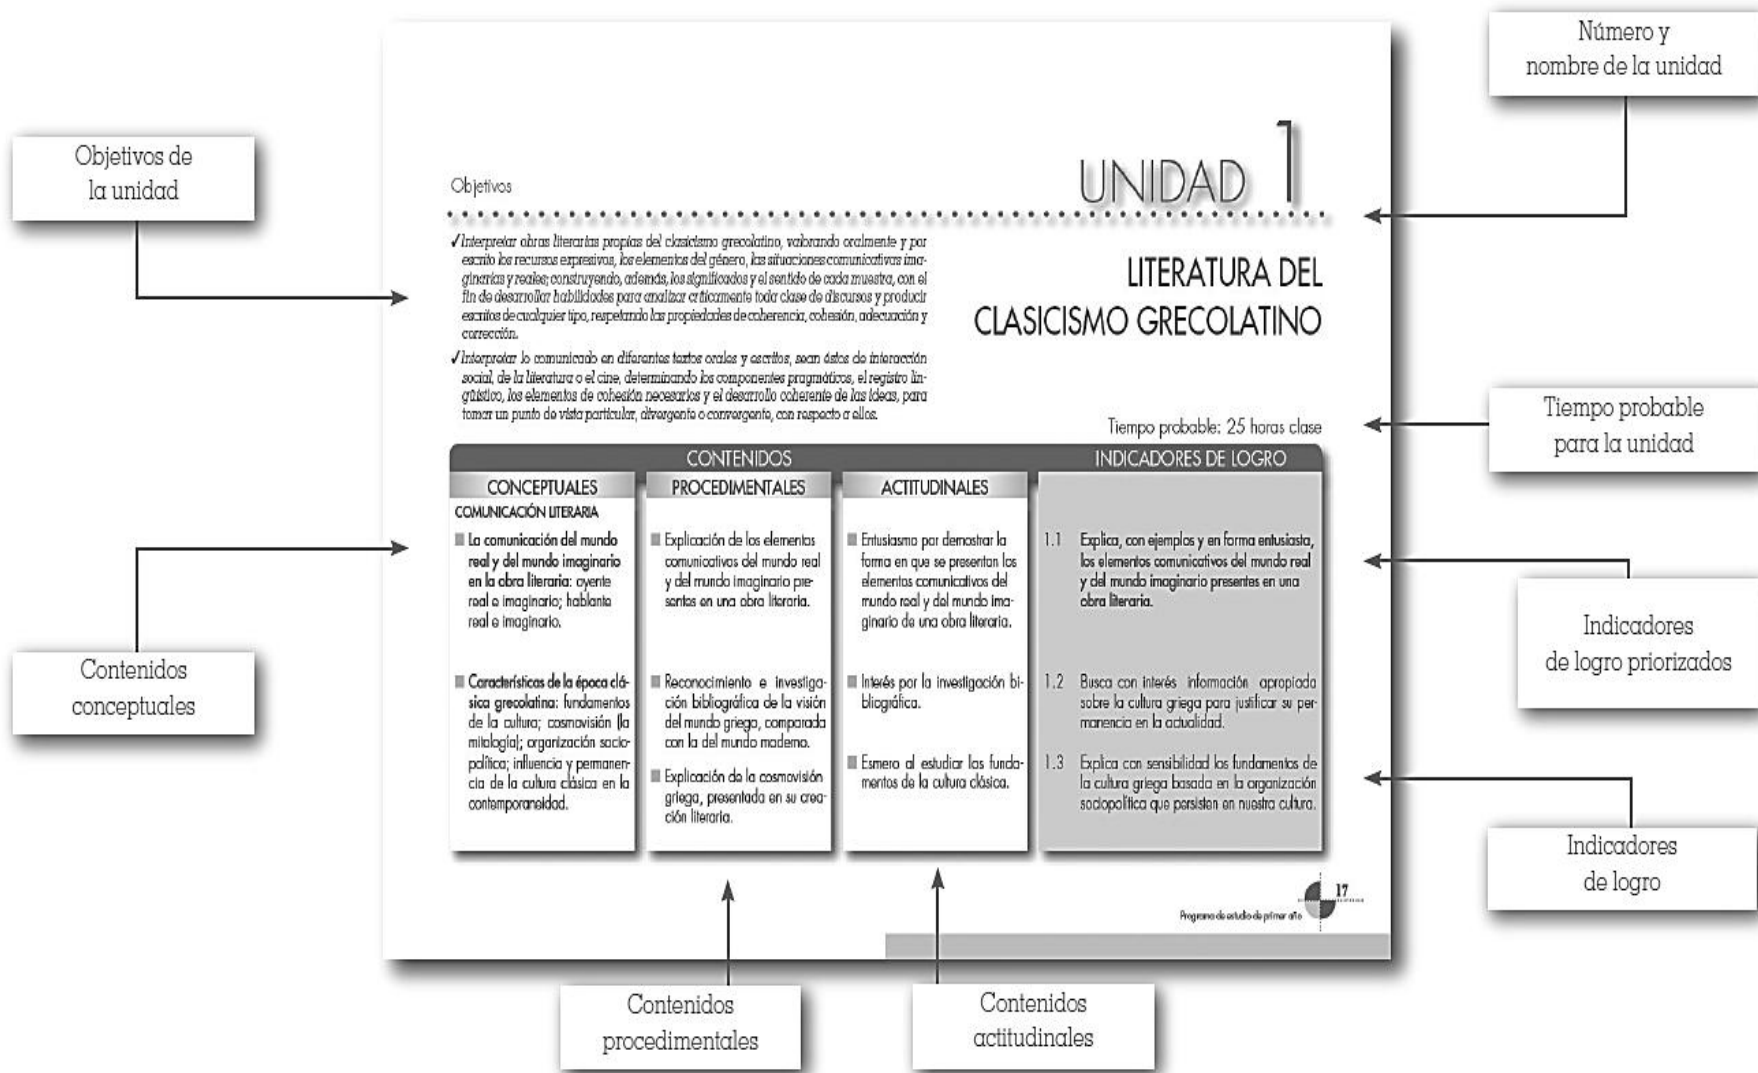 Número y
nombre de la unidad
Objetivos de
la unidad
Objetivos
UNIDAD 1
✓Interpretar obras literarias propias del clasicismo grecolatino, valorando oralmente y por
escrito los recursos expresivos, los elementos del género, las situaciones comunicativas ima-
ginarias y reales; construyendo, además, los significados y el sentido de cada muestra, con el
fin de desarrollar habilidades para analizar críticamente toda clase de discursos y producir
escritos de cualquier tipo, respetando las propiedades de coherencia, cohesión, adecuación y
corrección.
✓Interpretar lo comunicado en diferentes textos orales y escritos, sean éstos de interacción
social, de la literatura o el cine, determinando los componentes pragmáticos, el registro lin-
güístico, los elementos de cohesión necesarios y el desarrollo coherente de las ideas, para
tomar un punto de vista particular, divergente o convergente, con respecto a ellos.
LITERATURA DEL
CLASICISMO GRECOLATINO
Tiempo probable: 25 horas clase
Tiempo probable
para la unidad
CONTENIDOS
INDICADORES DE LOGRO
CONCEPTUALES
COMUNICACIÓN LITERARIA
■ La comunicación del mundo
real y del mundo imaginario
en la obra literaria: oyente
real e imaginario; hablante
real e imaginario.
■ Características de la época clá-
sica grecolatina: fundamentos
de la cultura; cosmovisión (la
mitología); organización socio-
política; influencia y permanen-
cia de la cultura clásica en la
contemporaneidad.
PROCEDIMENTALES
■ Explicación de los elementos
comunicativos del mundo real
y del mundo imaginario pre-
sentes en una obra literaria.
■ Reconocimiento e investiga-
ción bibliográfica de la visión
del mundo griega, comparada
con la del mundo moderno.
■ Explicación de la cosmovisión
griega, presentada en su crea-
ción literaria.
ACTITUDINALES
■ Entusiasmo por demostrar la
forma en que se presentan los
elementos comunicativos del
mundo real y del mundo ima-
ginario de una obra literaria.
■ Interés por la investigación bi-
bliográfica.
■ Esmero al estudiar los funda-
mentos de la cultura clásica.
1.1 Explica, con ejemplos y en forma entusiasta,
los elementos comunicativos del mundo real
y del mundo imaginario presentes en una
obra literaria.
1.2 Busca con interés información apropiada
sobre la cultura griega para justificar su per-
manencia en la actualidad.
1.3 Explica con sensibilidad los fundamentos de
la cultura griega basada en la organización
sociopolítica que persisten en nuestra cultura.
Contenidos
conceptuales
Indicadores
de logro priorizados
Indicadores
de logro
17
Programa de estudio de primer año
Contenidos
procedimentales
Contenidos
actitudinales